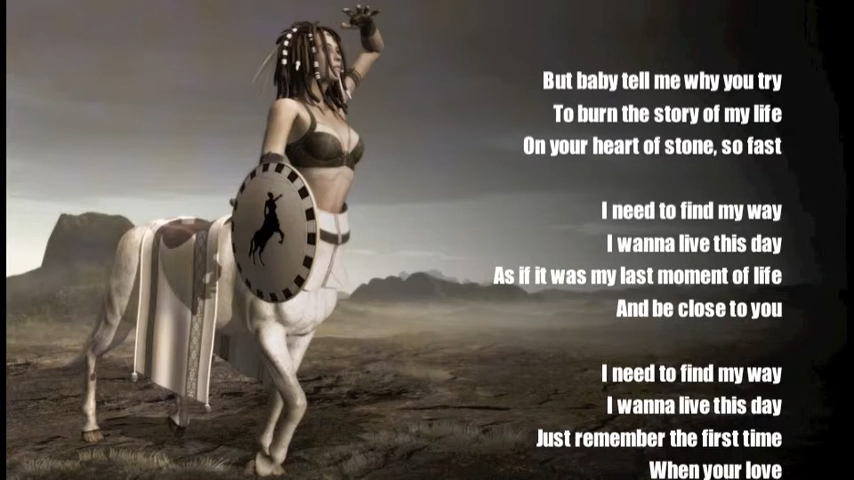 But baby tell me why you try
To burn the story of my life
On your heart of stone, so fast
I need to find my way
I wanna live this day
As if it was my last moment of life
And be close to you
I need to find my way
I wanna live this day
Just remember the first time
When your love